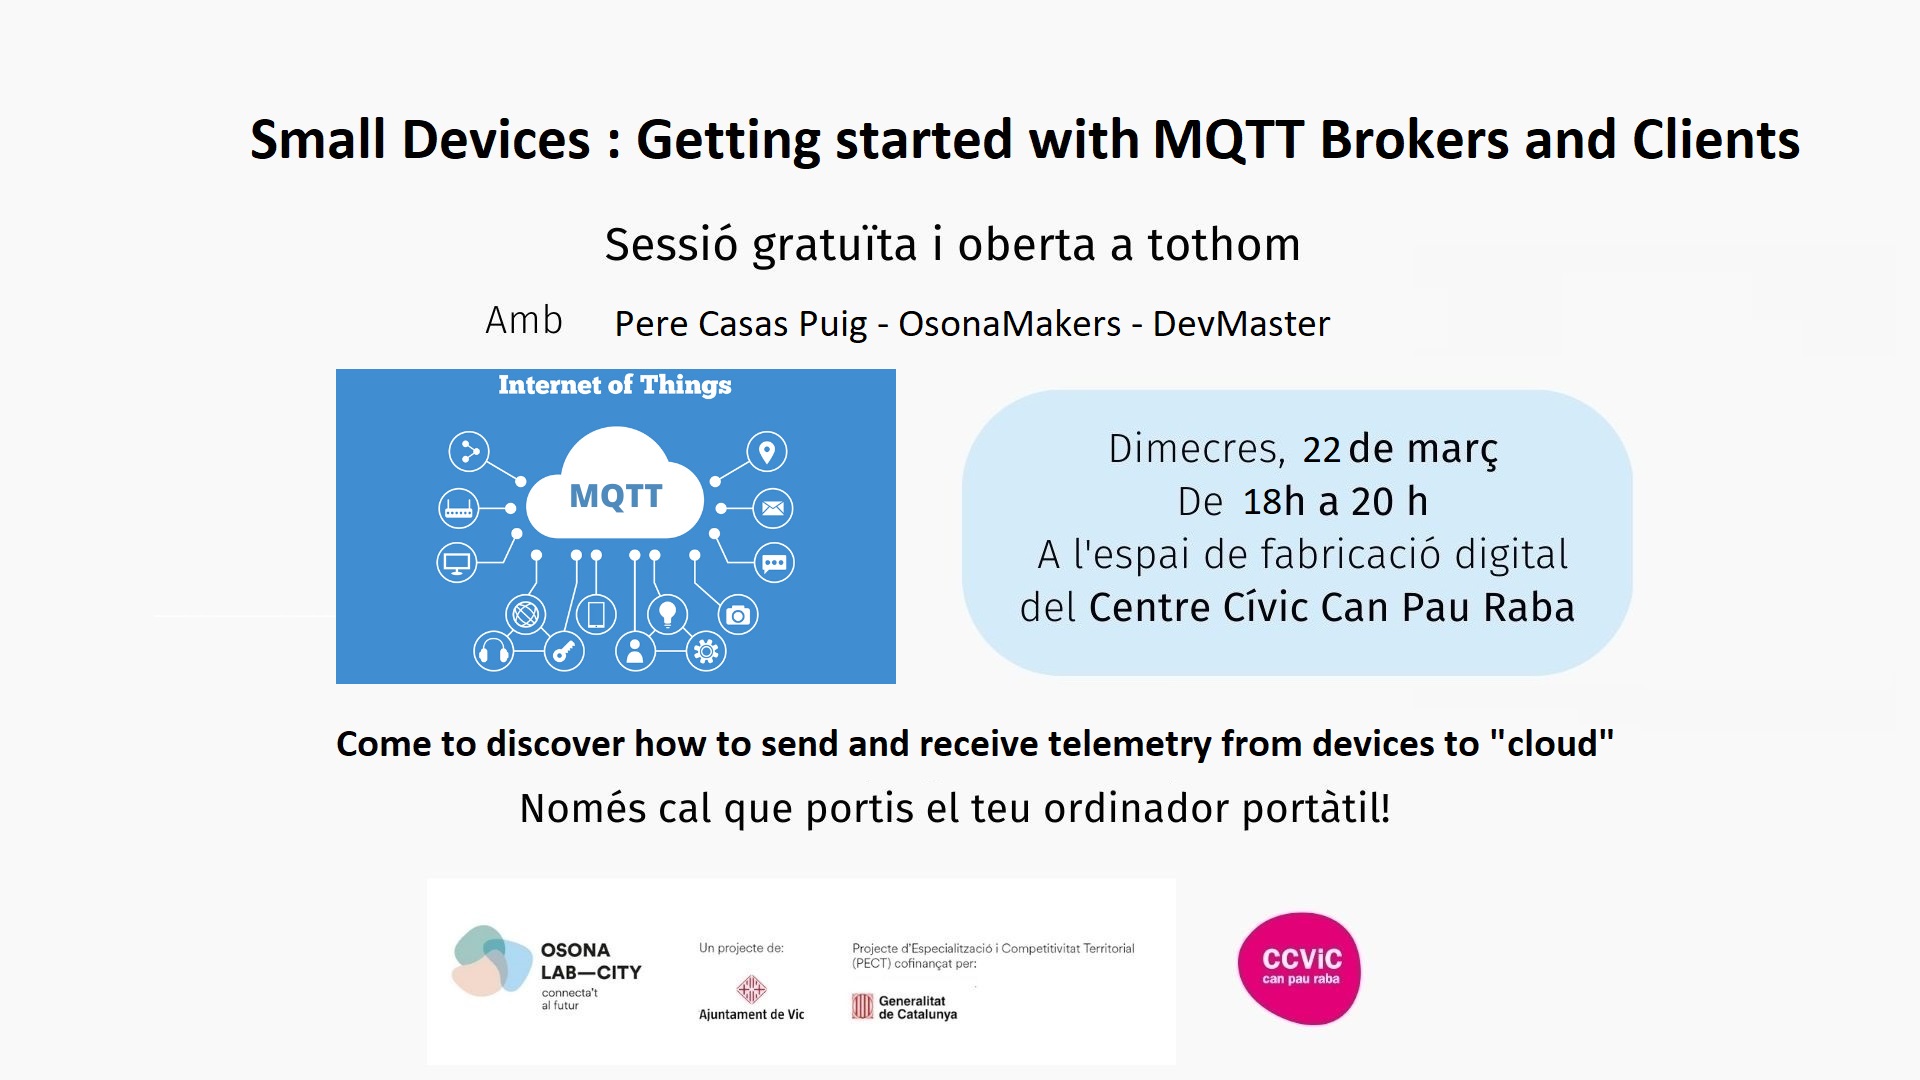 Small Devices : Getting started with MQTT Brokers and Clients
Sessió gratuïta i oberta a tothom
Amb Pere Casas Puig - OsonaMakers - DevMaster
Internet of Things
MQTT
Dimecres, 22 de març
De 18h a 20 h
A l'espai de fabricació digital
del Centre Cívic Can Pau Raba
Come to discover how to send and receive telemetry from devices to "cloud"
Només cal que portis el teu ordinador portàtil!
OSONA
LAB—CITY
connecta't
al futur
Un projecte de:
Ajuntament de Vic
Projecte d'Especialització i Competitivitat Territorial
(PECT) cofinançat per:
Generalitat
de Catalunya
CCViC
can pau raba